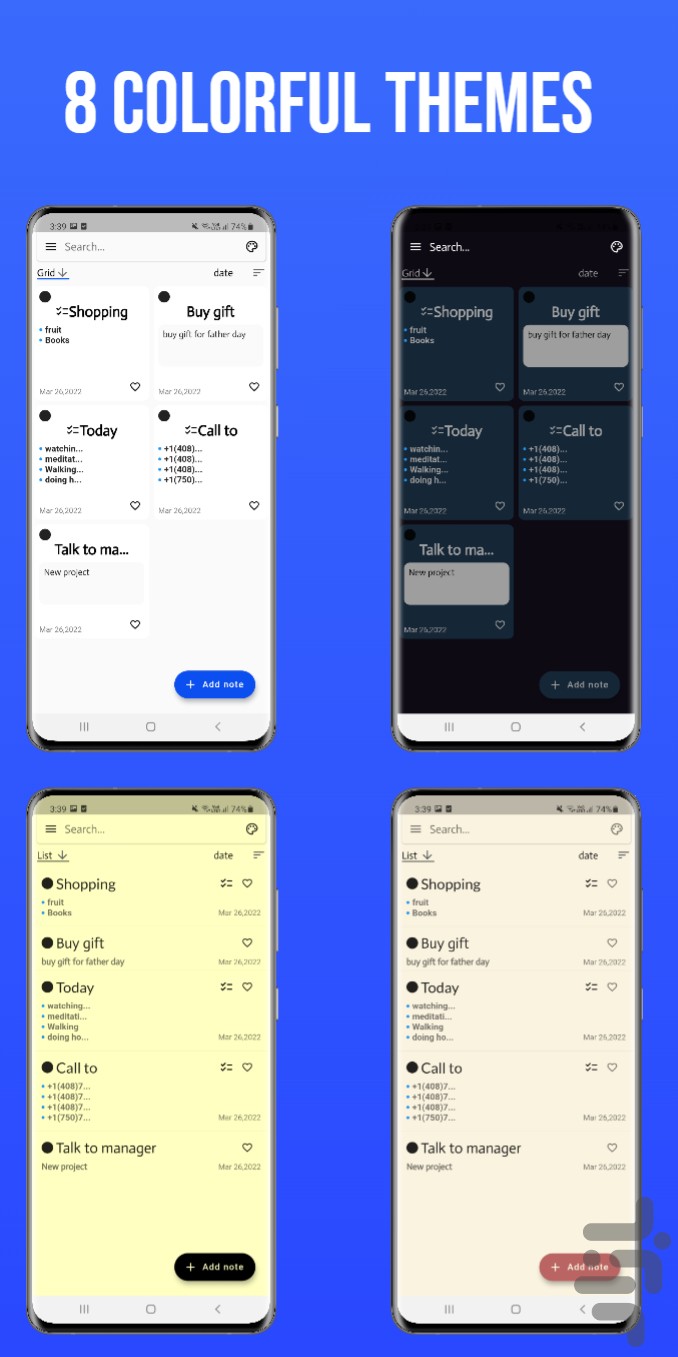 8 COLORFUL THEMES
3:39 74%
Search...
Grid date
Shopping
fruit
Books
Mar 26,2022
Buy gift
buy gift for father day
Mar 26,2022
Today
watchin...
meditat...
Walking...
doing h...
Mar 26,2022
Call to
+1(408)...
+1(408)...
+1(408)...
+1(750)...
Mar 26,2022
Talk to ma...
New project
Mar 26,2022
+ Add note
Search...
Grid date
Shopping
fruit
Books
Mar 26,2022
Buy gift
buy gift for father day
Mar 26,2022
Today
watchin...
meditat...
Walking...
doing h...
Mar 26,2022
Call to
+1(408)...
+1(408)...
+1(408)...
+1(750)...
Mar 26,2022
Talk to ma...
New project
Mar 26,2022
+ Add note
3:39 74%
Search...
List date
Shopping
fruit
Books
Mar 26,2022
Buy gift
buy gift for father day
Mar 26,2022
Today
watching...
meditati...
Walking
doing ho...
Mar 26,2022
Call to
+1(408)7...
+1(408)7...
+1(408)7...
+1(750)7...
Mar 26,2022
Talk to manager
New project
Mar 26,2022
+ Add note
3:39 74%
Search...
List date
Shopping
fruit
Books
Mar 26,2022
Buy gift
buy gift for father day
Mar 26,2022
Today
watching...
meditati...
Walking
doing ho...
Mar 26,2022
Call to
+1(408)7...
+1(408)7...
+1(408)7...
+1(750)7...
Mar 26,2022
Talk to manager
New project
Mar 26,2022
+ Add note